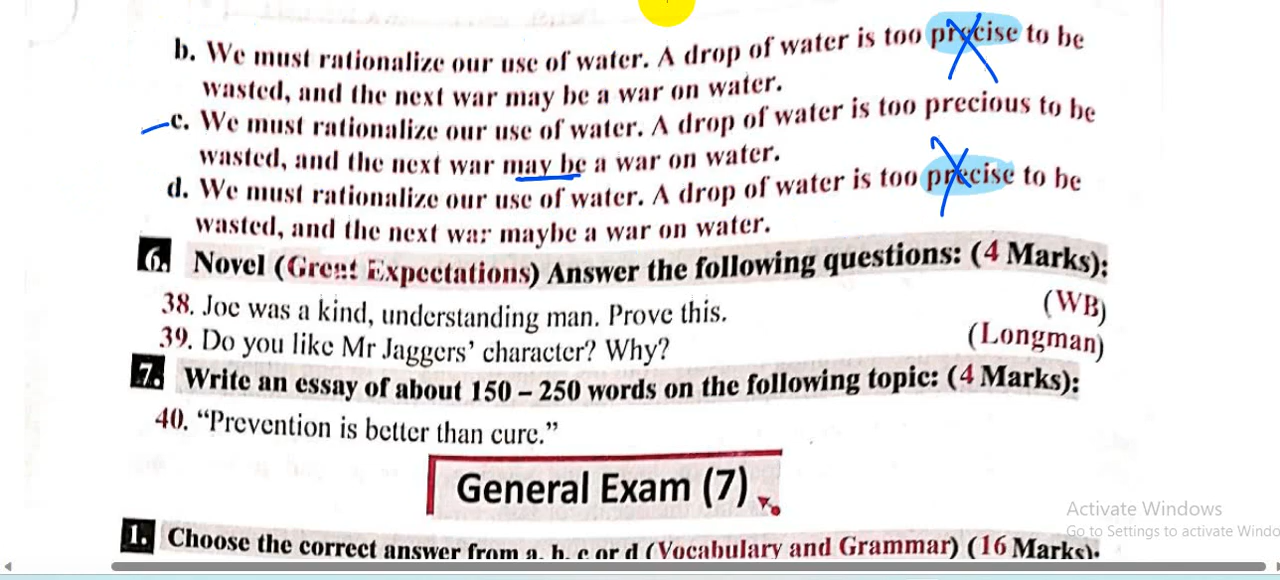 b. We must rationalize our use of water. A drop of water is too precise to be
wasted, and the next war may be a war on water.
c. We must rationalize our use of water. A drop of water is too precious to be
wasted, and the next war may be a war on water.
d. We must rationalize our use of water. A drop of water is too precise to be
wasted, and the next war maybe a war on water.
6. Novel (Great Expectations) Answer the following questions: (4 Marks):
38. Joe was a kind, understanding man. Prove this. (WB)
39. Do you like Mr Jaggers' character? Why? (Longman)
7. Write an essay of about 150 – 250 words on the following topic: (4 Marks):
40. "Prevention is better than cure."
General Exam (7)
Activate Windows
Go to Settings to activate Windo
1. Choose the correct answer from a, b, c or d (Vocabulary and Grammar) (16 Marks):